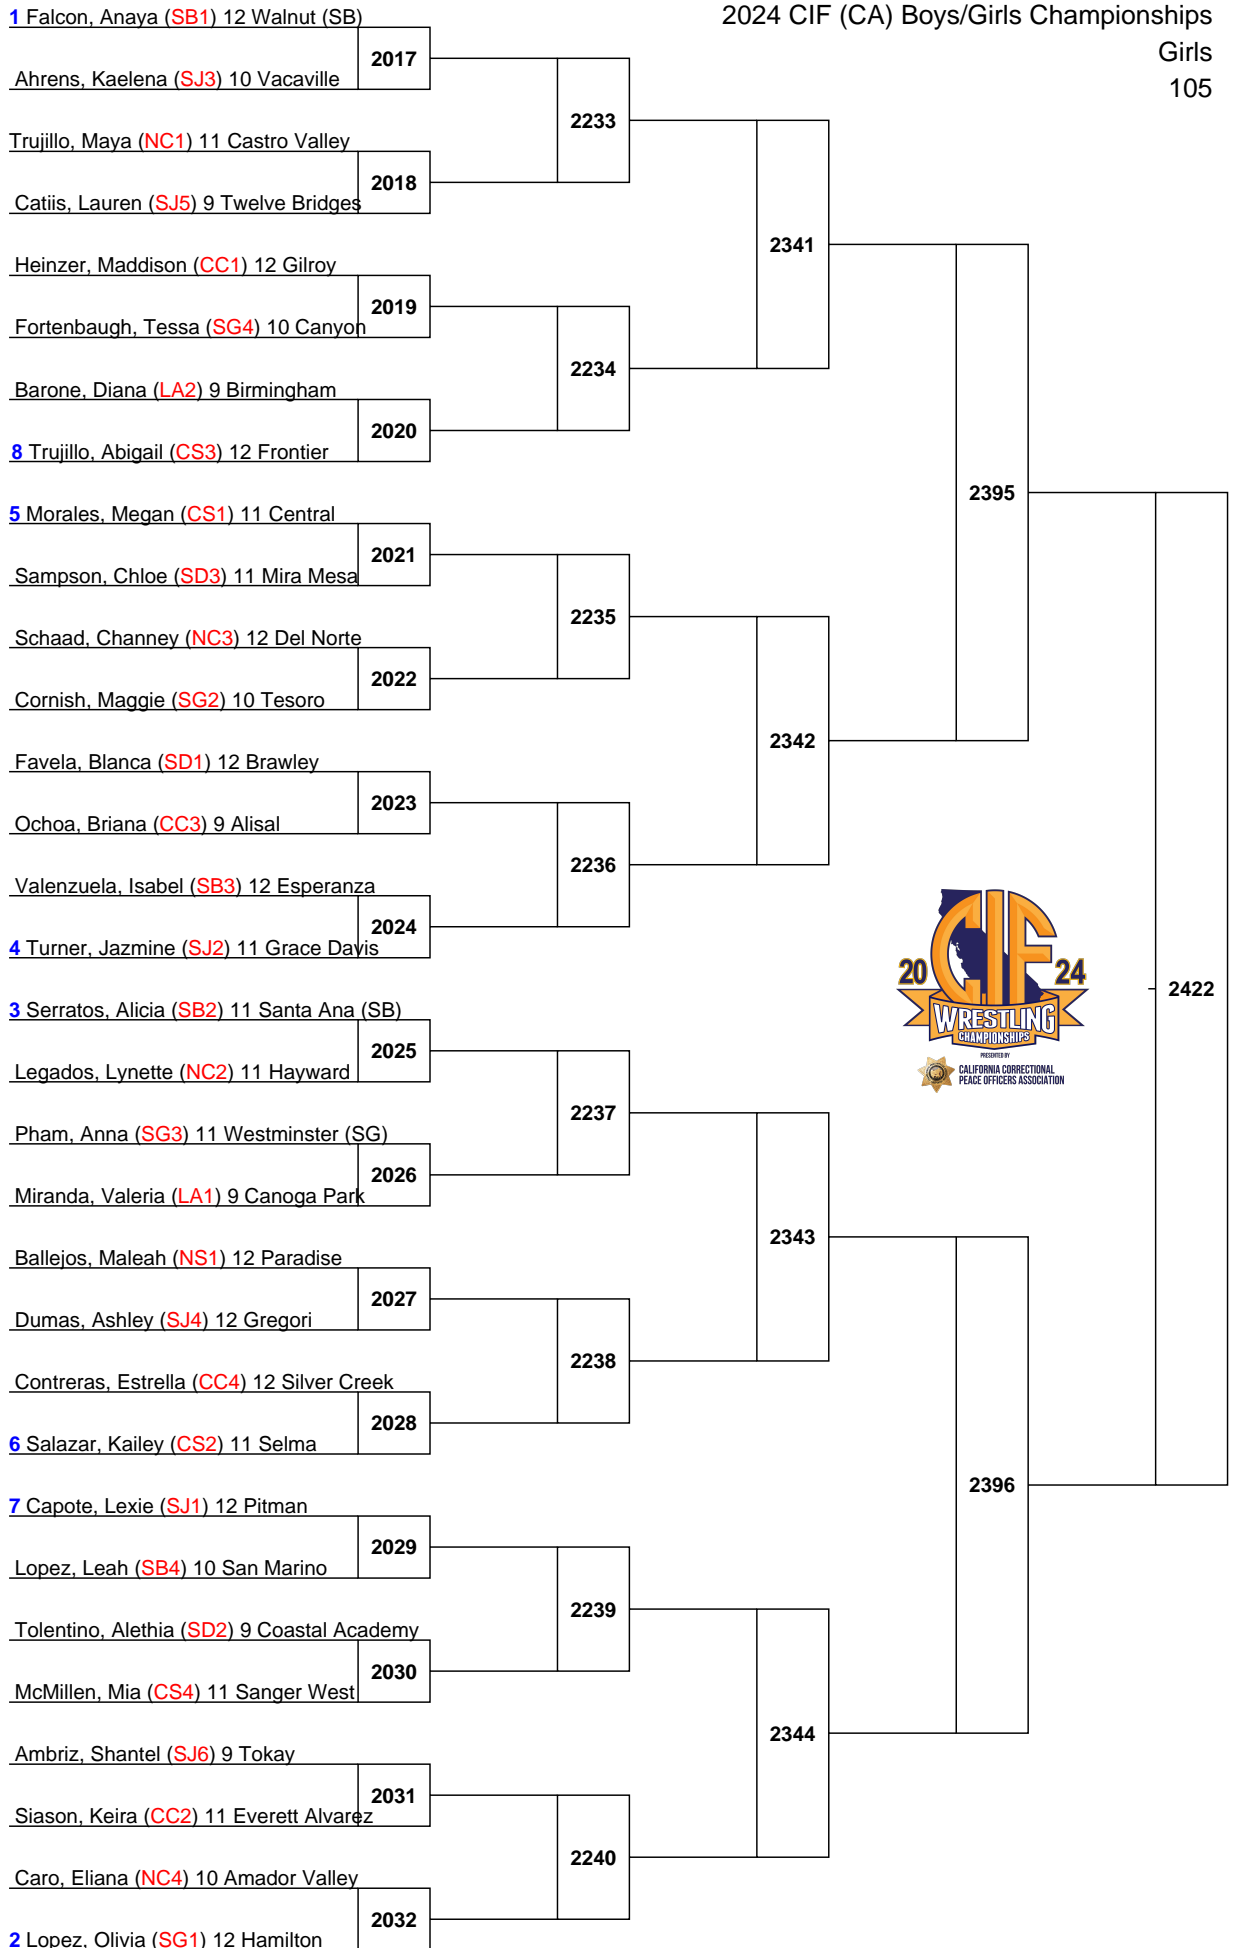 1 Falcon, Anaya (SB1) 12 Walnut (SB)
2024 CIF (CA) Boys/Girls Championships
Girls
105
2017
Ahrens, Kaelena (SJ3) 10 Vacaville
2233
Trujillo, Maya (NC1) 11 Castro Valley
2018
Catiis, Lauren (SJ5) 9 Twelve Bridges
2341
Heinzer, Maddison (CC1) 12 Gilroy
2019
Fortenbaugh, Tessa (SG4) 10 Canyon
2234
Barone, Diana (LA2) 9 Birmingham
2020
8 Trujillo, Abigail (CS3) 12 Frontier
2395
5 Morales, Megan (CS1) 11 Central
2021
Sampson, Chloe (SD3) 11 Mira Mesa
2235
Schaad, Channey (NC3) 12 Del Norte
2022
Cornish, Maggie (SG2) 10 Tesoro
2342
Favela, Blanca (SD1) 12 Brawley
2023
Ochoa, Briana (CC3) 9 Alisal
2236
Valenzuela, Isabel (SB3) 12 Esperanza
2024
4 Turner, Jazmine (SJ2) 11 Grace Davis
CIF
20 24
WRESTLING
CHAMPIONSHIPS
PRESENTED BY
CALIFORNIA CORRECTIONAL
PEACE OFFICERS ASSOCIATION
2422
3 Serratos, Alicia (SB2) 11 Santa Ana (SB)
2025
Legados, Lynette (NC2) 11 Hayward
2237
Pham, Anna (SG3) 11 Westminster (SG)
2026
Miranda, Valeria (LA1) 9 Canoga Park
2343
Ballejos, Maleah (NS1) 12 Paradise
2027
Dumas, Ashley (SJ4) 12 Gregori
2238
Contreras, Estrella (CC4) 12 Silver Creek
2028
6 Salazar, Kailey (CS2) 11 Selma
2396
7 Capote, Lexie (SJ1) 12 Pitman
2029
Lopez, Leah (SB4) 10 San Marino
2239
Tolentino, Alethia (SD2) 9 Coastal Academy
2030
McMillen, Mia (CS4) 11 Sanger West
2344
Ambriz, Shantel (SJ6) 9 Tokay
2031
Siason, Keira (CC2) 11 Everett Alvarez
2240
Caro, Eliana (NC4) 10 Amador Valley
2032
2 Lopez, Olivia (SG1) 12 Hamilton